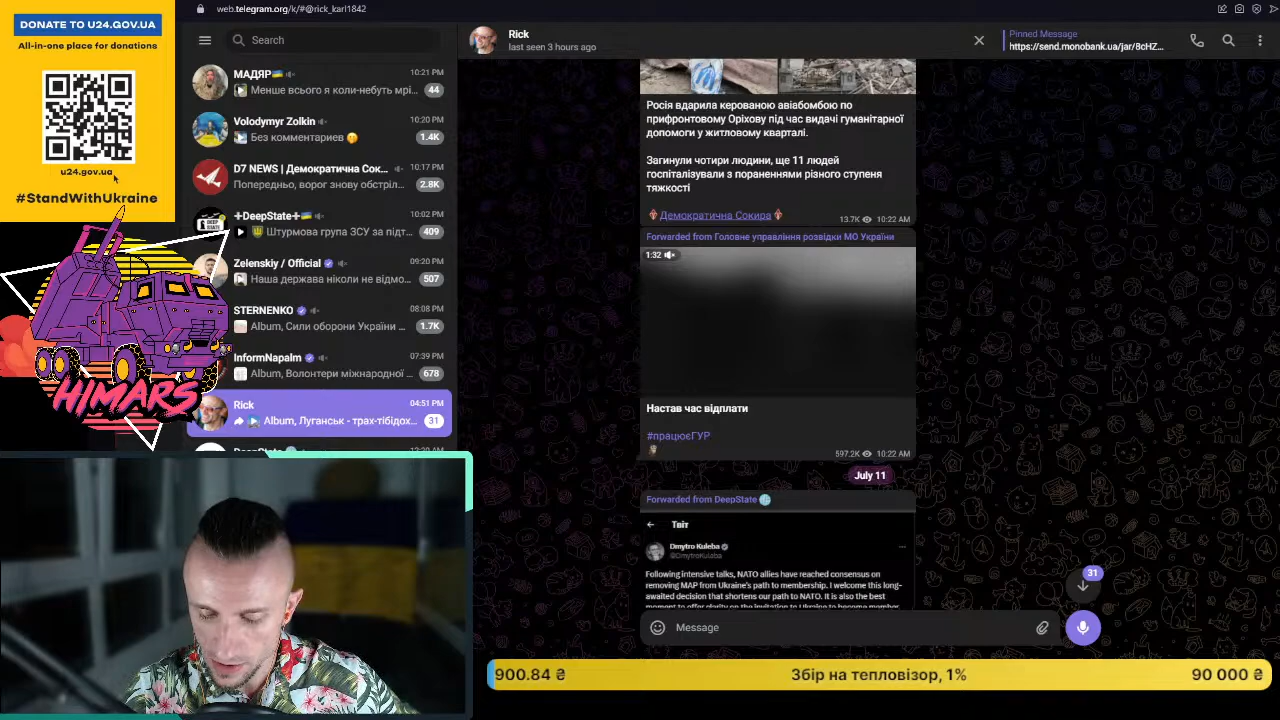 DONATE TO U24.GOV.UA
All-in-one place for donations
u24.gov.ua
#StandWithUkraine
HIMARS
web.telegram.org/k/#@rick_karl1842
Search
МАДЯР 10:21 PM
Менше всього я коли-небуть мрі... 44
Volodymyr Zolkin 10:20 PM
Без комментариев 1.4K
D7 NEWS | Демократична Сок... 10:17 PM
Попередньо, ворог знову обстріл... 2.8K
+DeepState+ 10:02 PM
Штурмова група ЗСУ за підт... 409
Zelenskiy / Official 09:20 PM
Наша держава ніколи не відмо... 507
STERNENKO 08:08 PM
Album, Сили оборони України ... 1.7K
InformNapalm 07:39 PM
Album, Волонтери міжнародної ... 678
Rick 04:51 PM
Album, Луганськ - трах-тібідох... 31
Rick
last seen 3 hours ago
Pinned Message
https://send.monobank.ua/jar/8cHZ...
Росія вдарила керованою авіабомбою по
прифронтовому Оріхову під час видачі гуманітарної
допомоги у житловому кварталі.
Загинули чотири людини, ще 11 людей
госпіталізували з пораненнями різного ступеня
тяжкості
Демократична Сокира
13.7K 10:22 AM
Forwarded from Головне управління розвідки МО України
1:32
Настав час відплати
#працюєГУР
597.2K 10:22 AM
July 11
Forwarded from DeepState
Твіт
Dmytro Kuleba
@DmytroKuleba
Following intensive talks, NATO allies have reached consensus on
removing MAP from Ukraine's path to membership. I welcome this long-
awaited decision that shortens our path to NATO. It is also the best
moment to offer clarity on the invitation to Ukraine to become member
31
Message
900.84 ₴ Збір на тепловізор, 1% 90 000 ₴